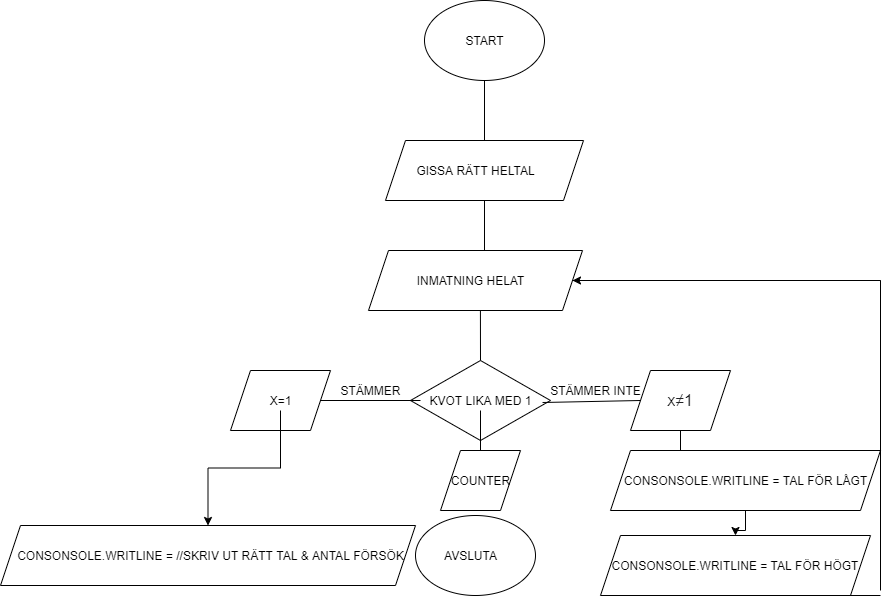 START
GISSA RÄTT HELTAL
INMATNING HELAT
STÄMMER
STÄMMER INTE
X=1
KVOT LIKA MED 1
X≠1
COUNTER
CONSONSOLE.WRITLINE = TAL FÖR LÅGT
CONSONSOLE.WRITLINE = //SKRIV UT RÄTT TAL & ANTAL FÖRSÖK
AVSLUTA
CONSONSOLE.WRITLINE = TAL FÖR HÖGT